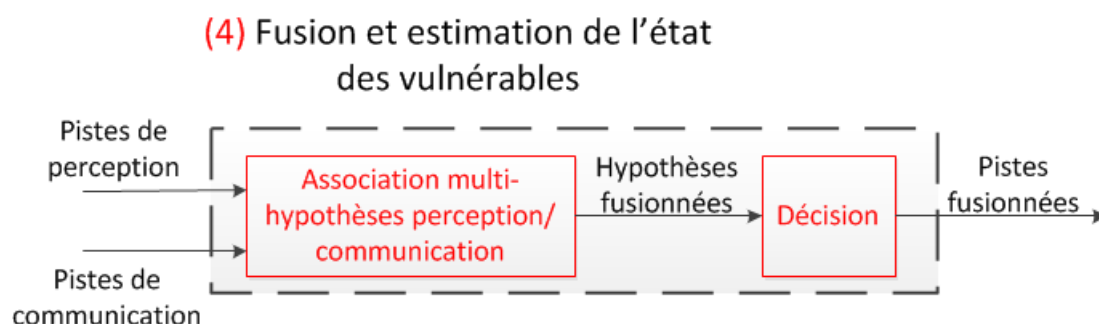 (4) Fusion et estimation de l'état
des vulnérables
Pistes de
perception
Association multi-
hypothèses perception/
communication
Hypothèses
fusionnées
Décision
Pistes
fusionnées
Pistes de
communication